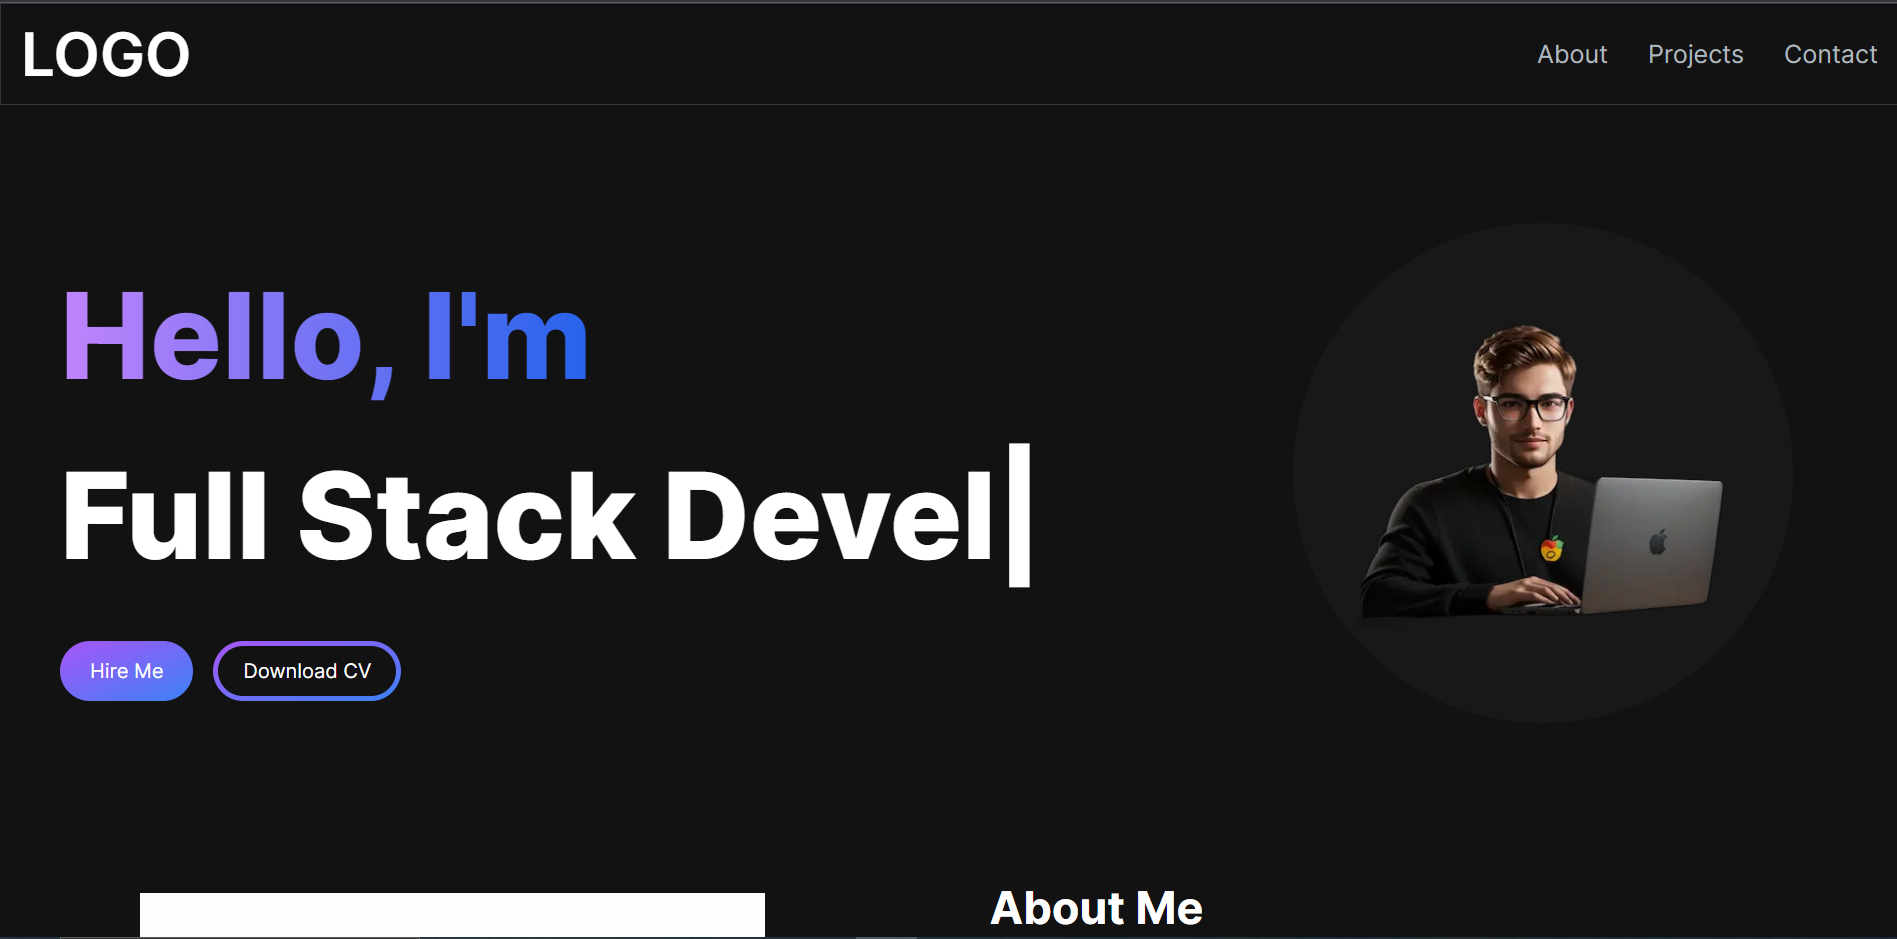 LOGO
About Projects Contact
Hello, I'm
Full Stack Devel
Hire Me Download CV
About Me